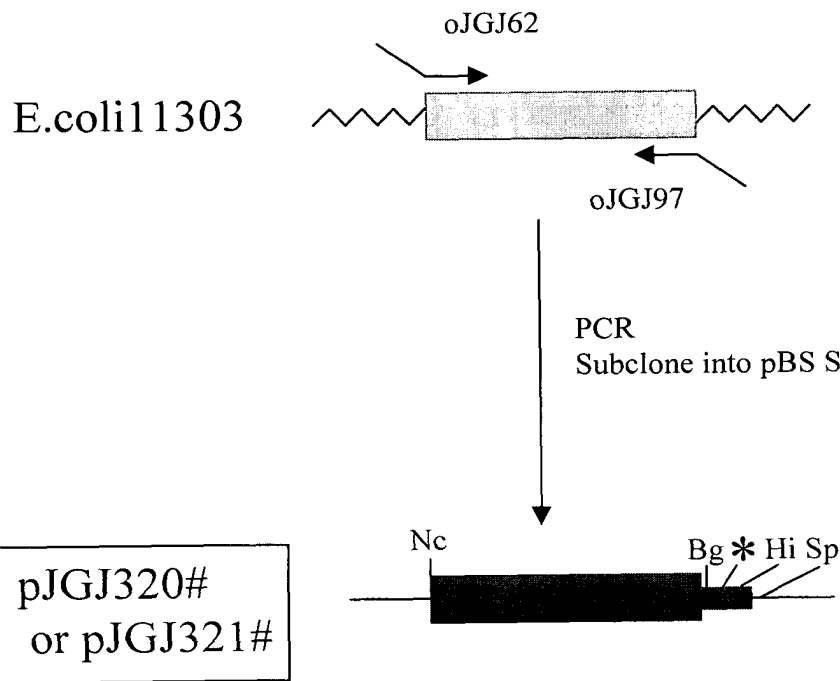 oJGJ62
E.coli11303
oJGJ97
PCR
Subclone into pBS S
Nc
Bg * Hi Sp
pJGJ320#
or pJGJ321#